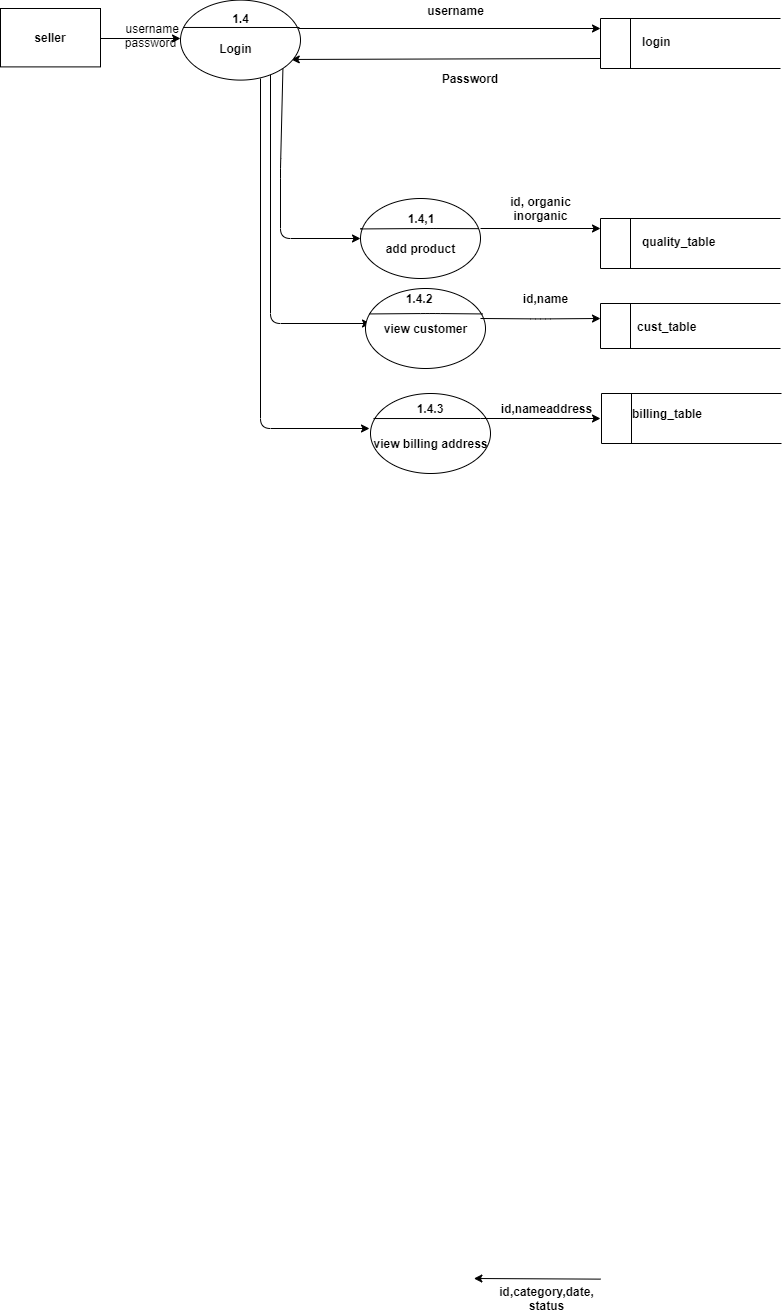 1.4
username
seller
username
password
Login
login
Password
id, organic
inorganic
1.4,1
add product
quality_table
1.4.2
id,name
view customer
cust_table
1.4.3
id,nameaddress
billing_table
view billing address
id,category,date,
status